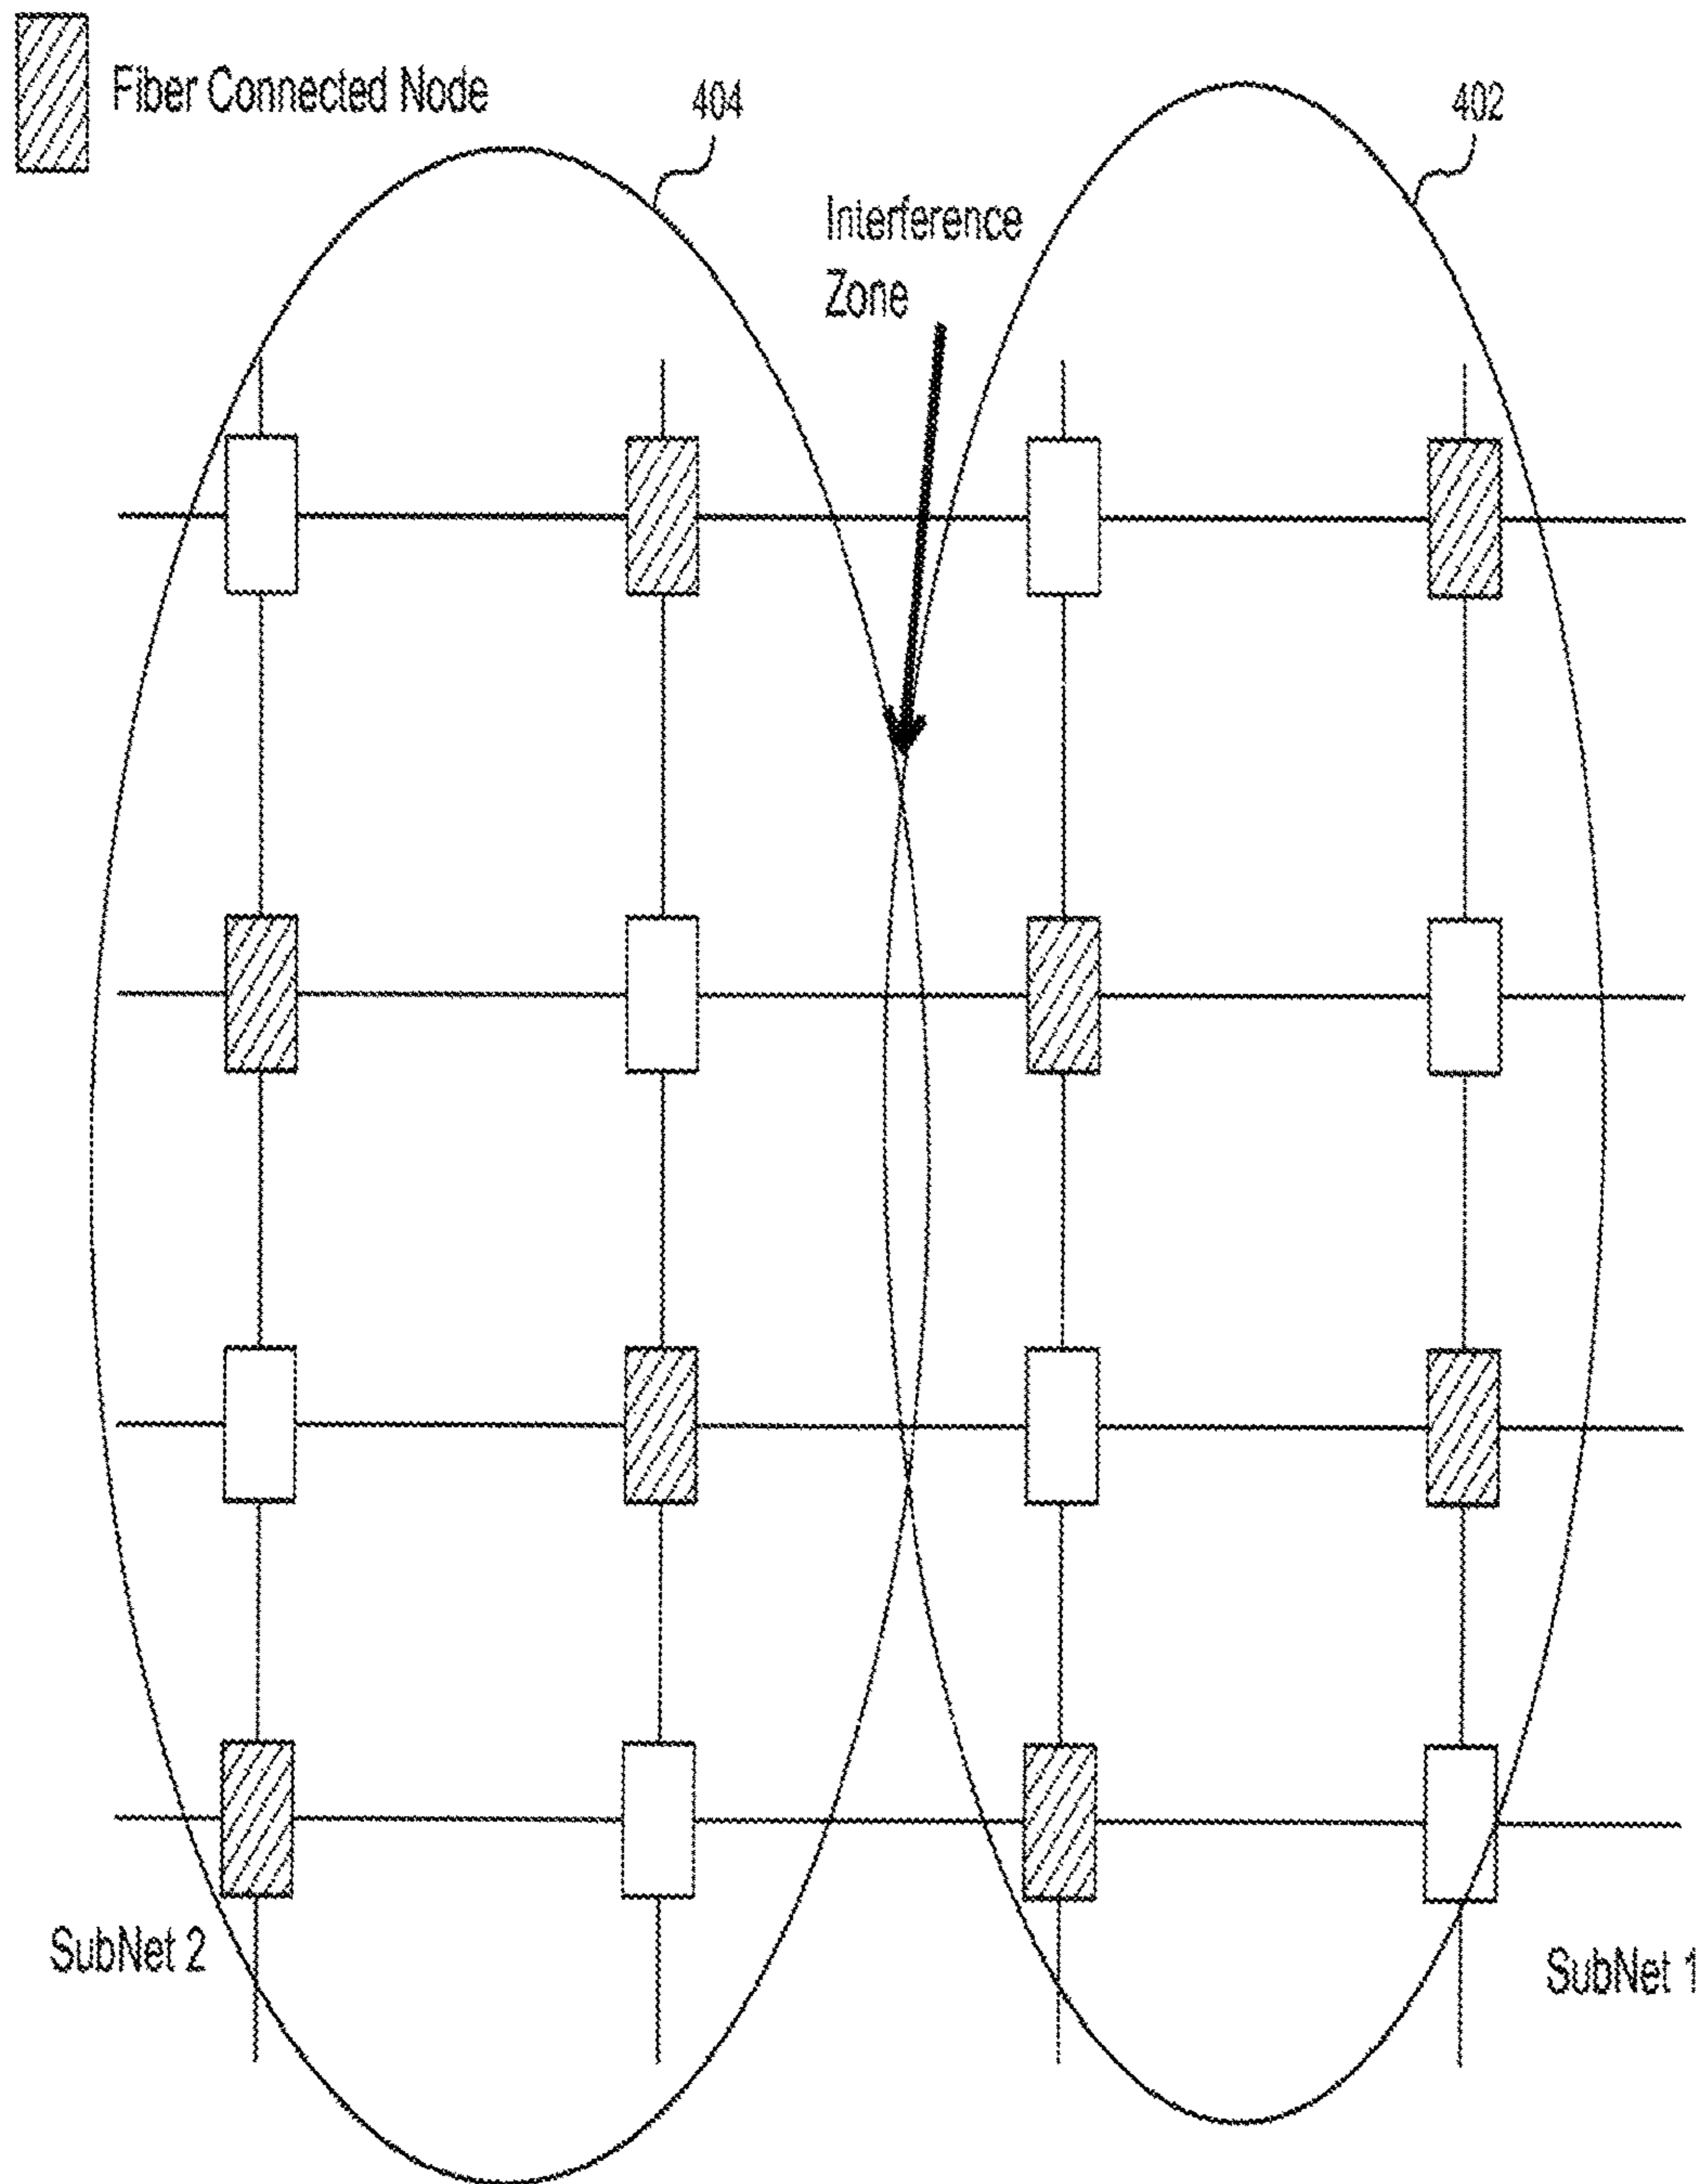 Fiber Connected Node
404
402
Interference
Zone
SubNet 2
SubNet 1